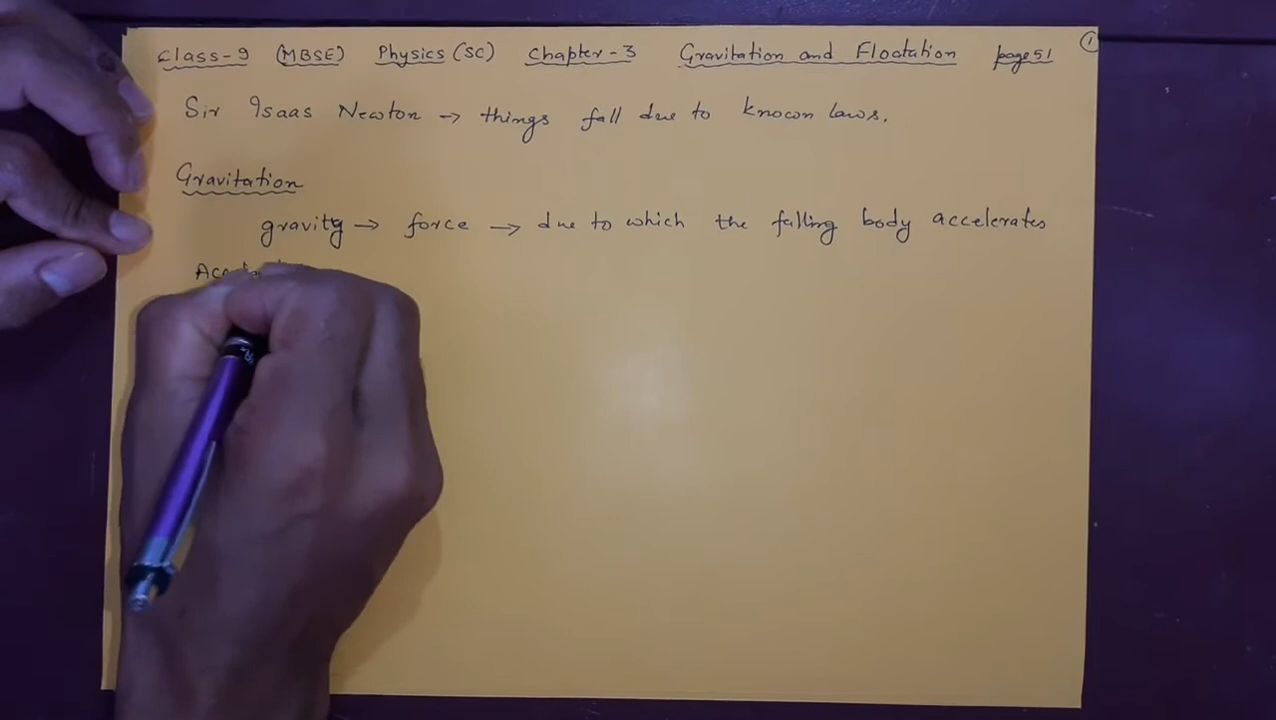 Class-9 (MBSE) Physics (SC) Chapter-3 Gravitation and Floatation page 51 1
Sir Isaas Newton → things fall due to known laws.
Gravitation
gravity → force → due to which the falling body accelerates